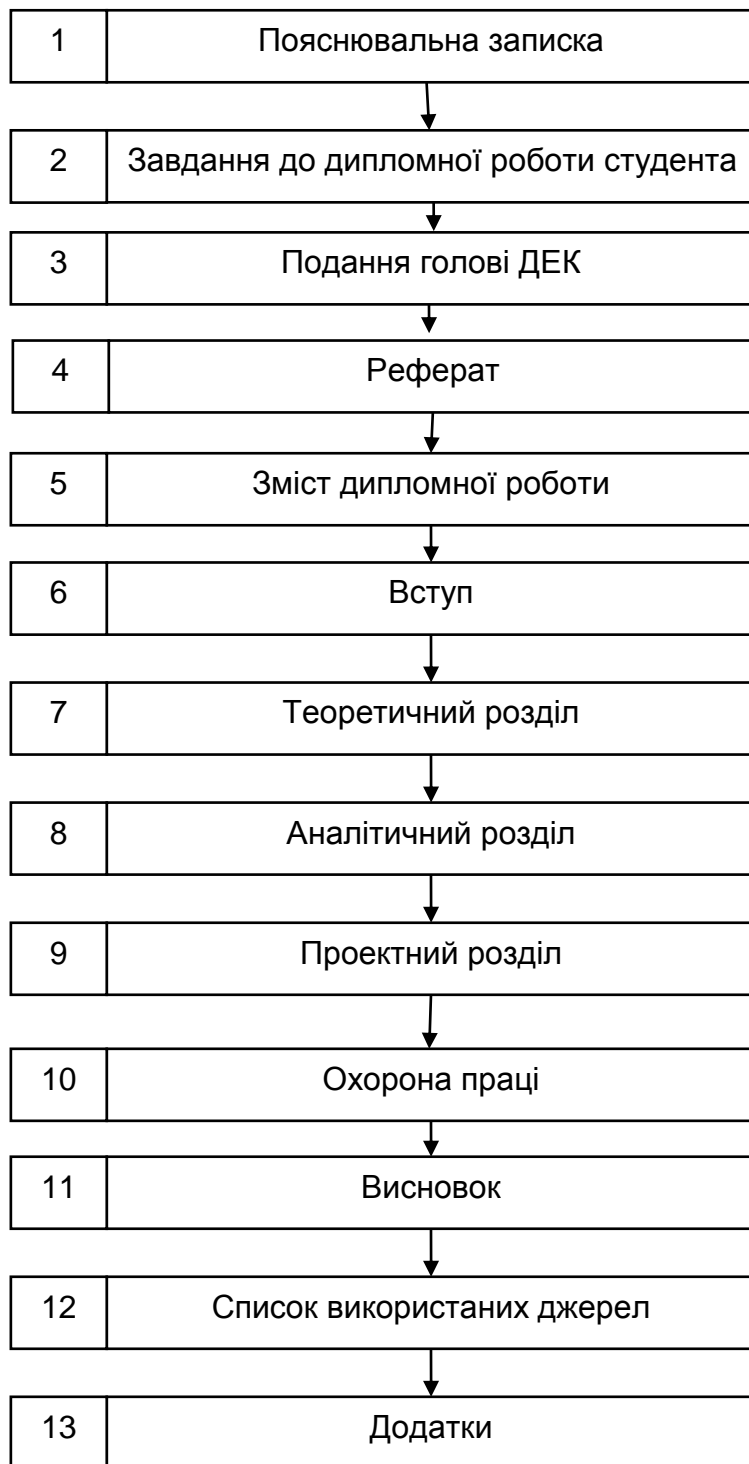 1 Пояснювальна записка
2 Завдання до дипломної роботи студента
3 Подання голові ДЕК
4 Реферат
5 Зміст дипломної роботи
6 Вступ
7 Теоретичний розділ
8 Аналітичний розділ
9 Проектний розділ
10 Охорона праці
11 Висновок
12 Список використаних джерел
13 Додатки